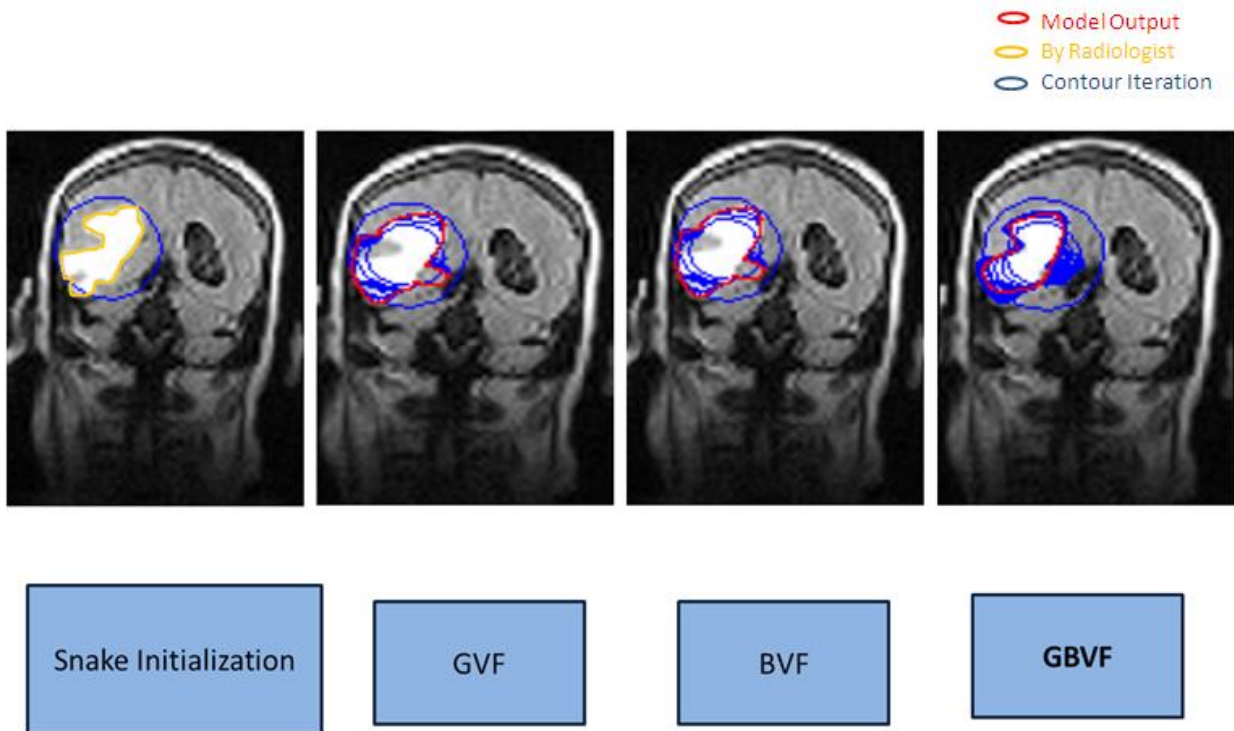 Model Output
By Radiologist
Contour Iteration
Snake Initialization
GVF
BVF
GBVF